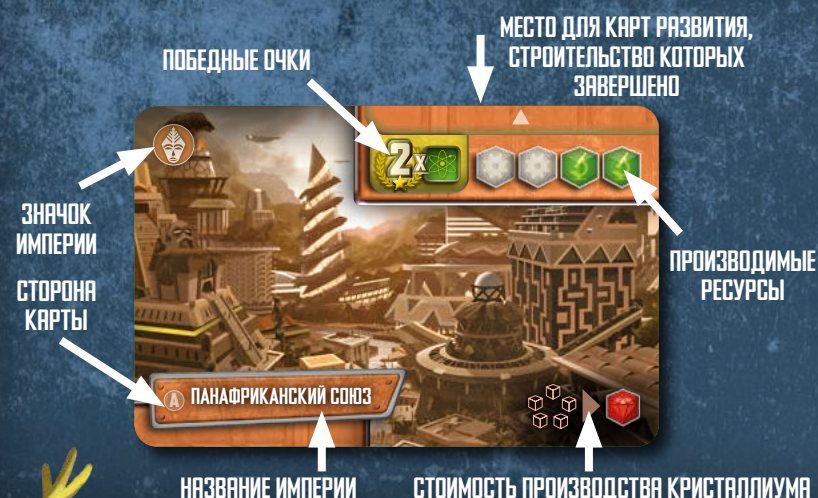 МЕСТО ДЛЯ КАРТ РАЗВИТИЯ,
СТРОИТЕЛЬСТВО КОТОРЫХ
ЗАВЕРШЕНО
ПОБЕДНЫЕ ОЧКИ
2X
ЗНАЧОК
ИМПЕРИИ
ПРОИЗВОДИМЫЕ
РЕСУРСЫ
СТОРОНА
КАРТЫ
A ПАНАФРИКАНСКИЙ СОЮЗ
НАЗВАНИЕ ИМПЕРИИ
СТОИМОСТЬ ПРОИЗВОДСТВА КРИСТАЛЛИУМА